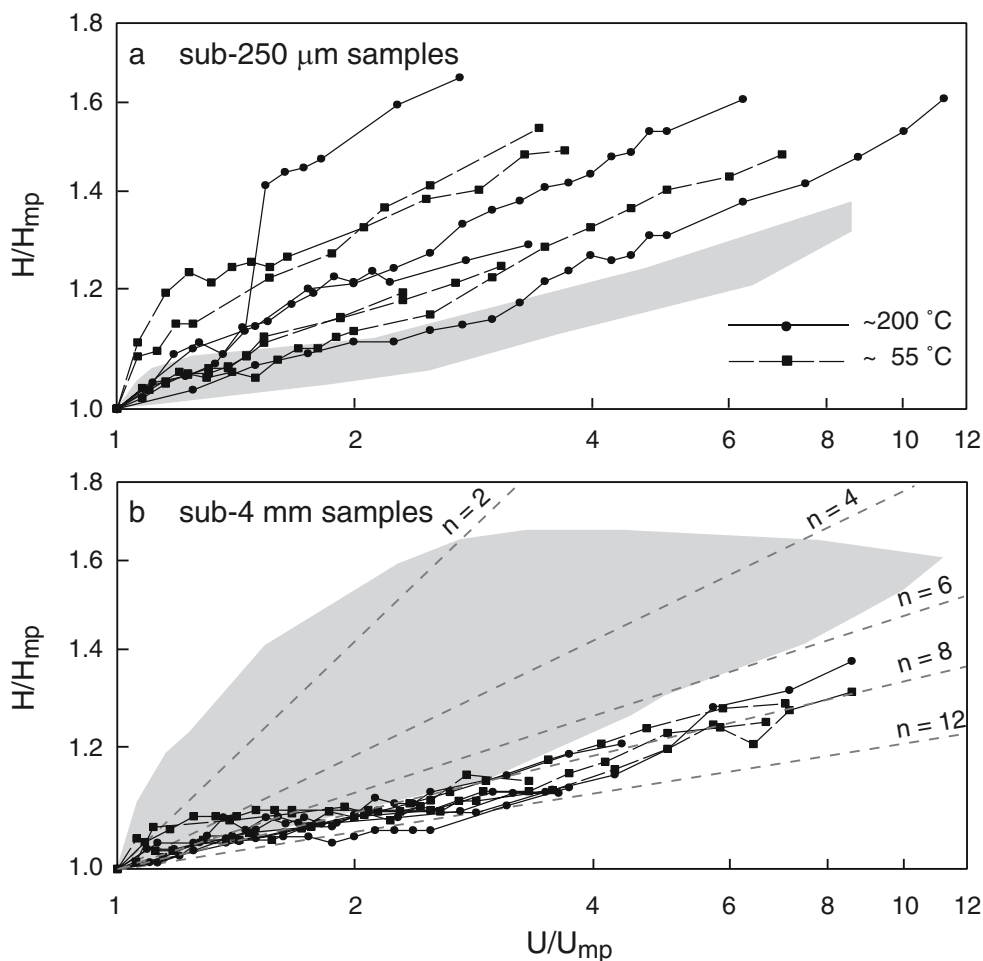 1.8
a sub-250 µm samples
1.6
1.4
H/Hmp
1.2
~200 ˚C
~ 55 ˚C
1.0
1 2 4 6 8 10 12
1.8
b sub-4 mm samples
n = 2
n = 4
1.6
n = 6
1.4
n = 8
H/Hmp
n = 12
1.2
1.0
1 2 4 6 8 10 12
U/Ump